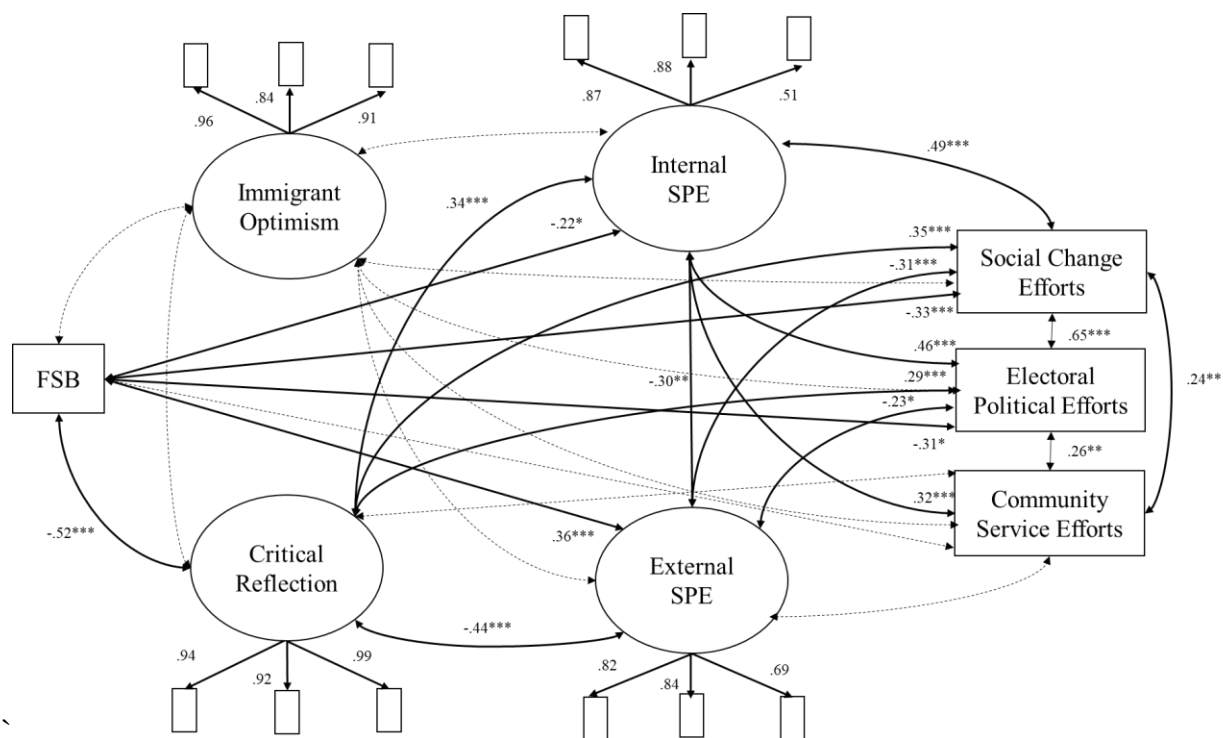 .96
.84
.91
.87
.88
.51
Immigrant
Optimism
Internal
SPE
.49***
.34***
-.22*
.35***
-.31***
Social Change
Efforts
-.33***
.65***
.46***
FSB
-.30**
.29***
-.23*
Electoral
Political Efforts
.24**
-.31*
.26**
.32***
Community
Service Efforts
-.52***
Critical
Reflection
.36***
External
SPE
-.44***
.94
.92
.99
.82
.84
.69
`